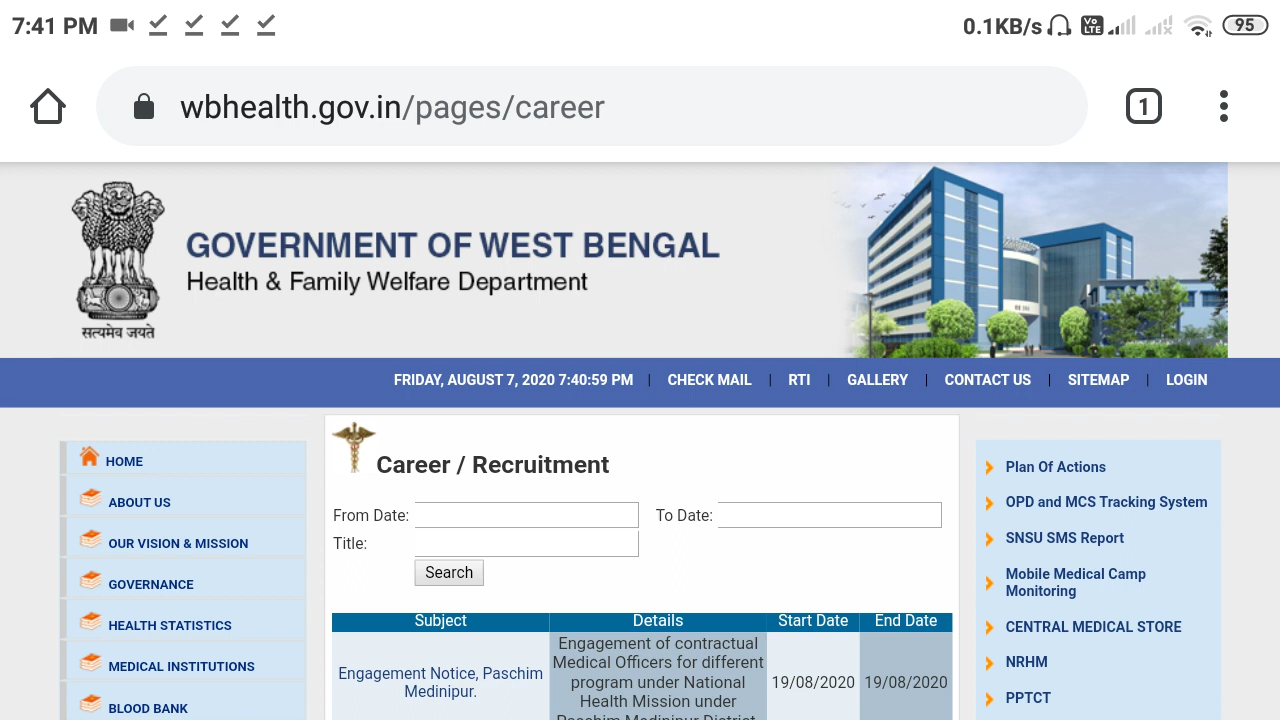 7:41 PM
0.1KB/s
Vo
LTE
95
wbhealth.gov.in/pages/career
1
सत्यमेव जयते
GOVERNMENT OF WEST BENGAL
Health & Family Welfare Department
FRIDAY, AUGUST 7, 2020 7:40:59 PM | CHECK MAIL | RTI | GALLERY | CONTACT US | SITEMAP | LOGIN
HOME
ABOUT US
OUR VISION & MISSION
GOVERNANCE
HEALTH STATISTICS
MEDICAL INSTITUTIONS
BLOOD BANK
Career / Recruitment
From Date: To Date:
Title:
Search
Subject Details Start Date End Date
Engagement Notice, Paschim
Medinipur.
Engagement of contractual
Medical Officers for different
program under National
Health Mission under
Paschim Medinipur District
19/08/2020 19/08/2020
Plan Of Actions
OPD and MCS Tracking System
SNSU SMS Report
Mobile Medical Camp
Monitoring
CENTRAL MEDICAL STORE
NRHM
PPTCT